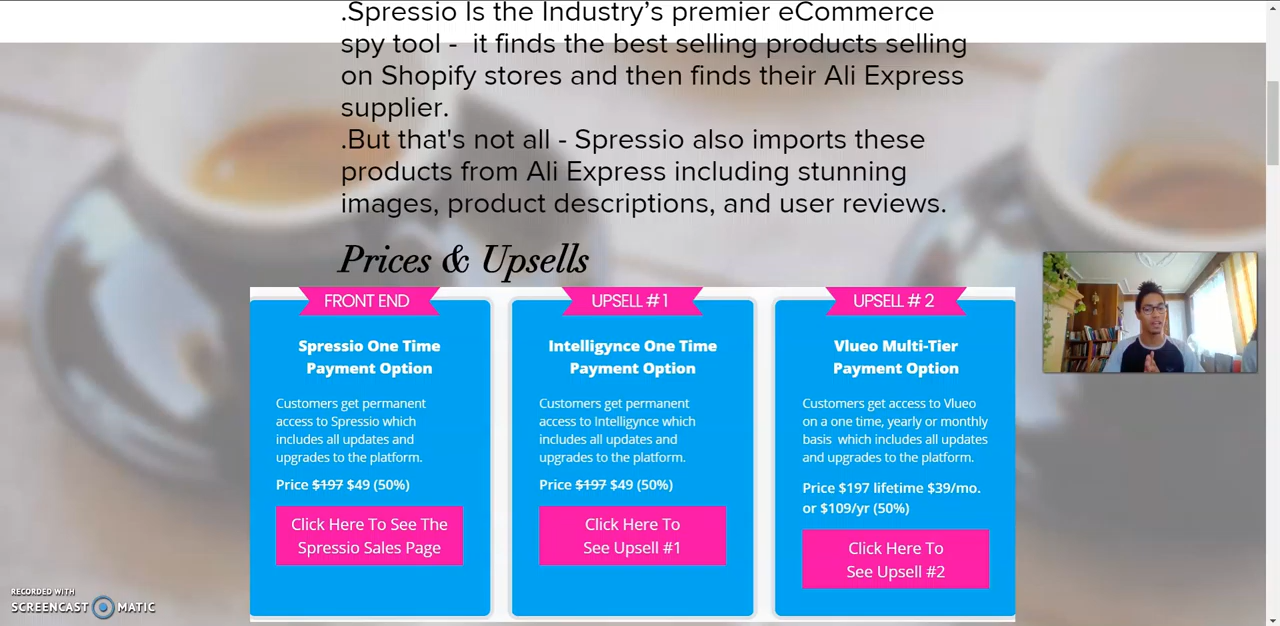 .Spressio Is the Industry’s premier eCommerce
spy tool -  it finds the best selling products selling
on Shopify stores and then finds their Ali Express
supplier.
.But that's not all - Spressio also imports these
products from Ali Express including stunning
images, product descriptions, and user reviews.
Prices & Upsells
FRONT END
Spressio One Time
Payment Option
Customers get permanent
access to Spressio which
includes all updates and
upgrades to the platform.
Price $197 $49 (50%)
Click Here To See The
Spressio Sales Page
UPSELL # 1
Intelligynce One Time
Payment Option
Customers get permanent
access to Intelligynce which
includes all updates and
upgrades to the platform.
Price $197 $49 (50%)
Click Here To
See Upsell #1
UPSELL # 2
Vlueo Multi-Tier
Payment Option
Customers get access to Vlueo
on a one time, yearly or monthly
basis  which includes all updates
and upgrades to the platform.
Price $197 lifetime $39/mo.
or $109/yr (50%)
Click Here To
See Upsell #2
RECORDED WITH
SCREENCAST MATIC